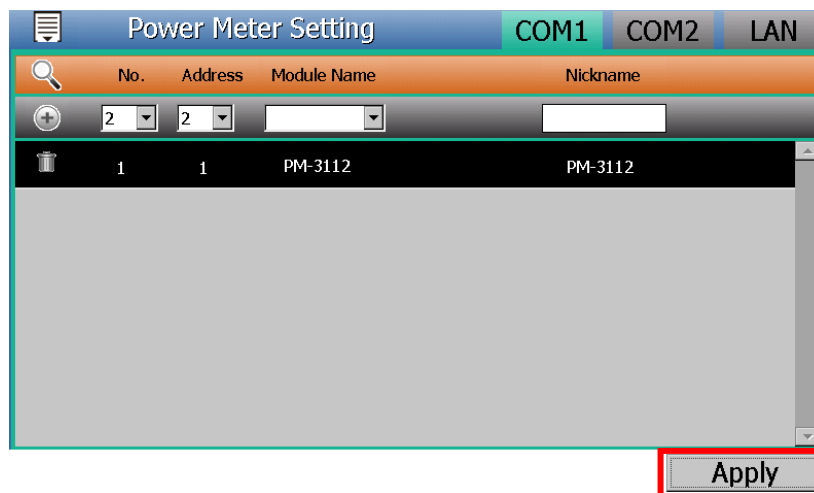 Power Meter Setting COM1 COM2 LAN
No. Address Module Name Nickname
2 2
1 1 PM-3112 PM-3112
Apply